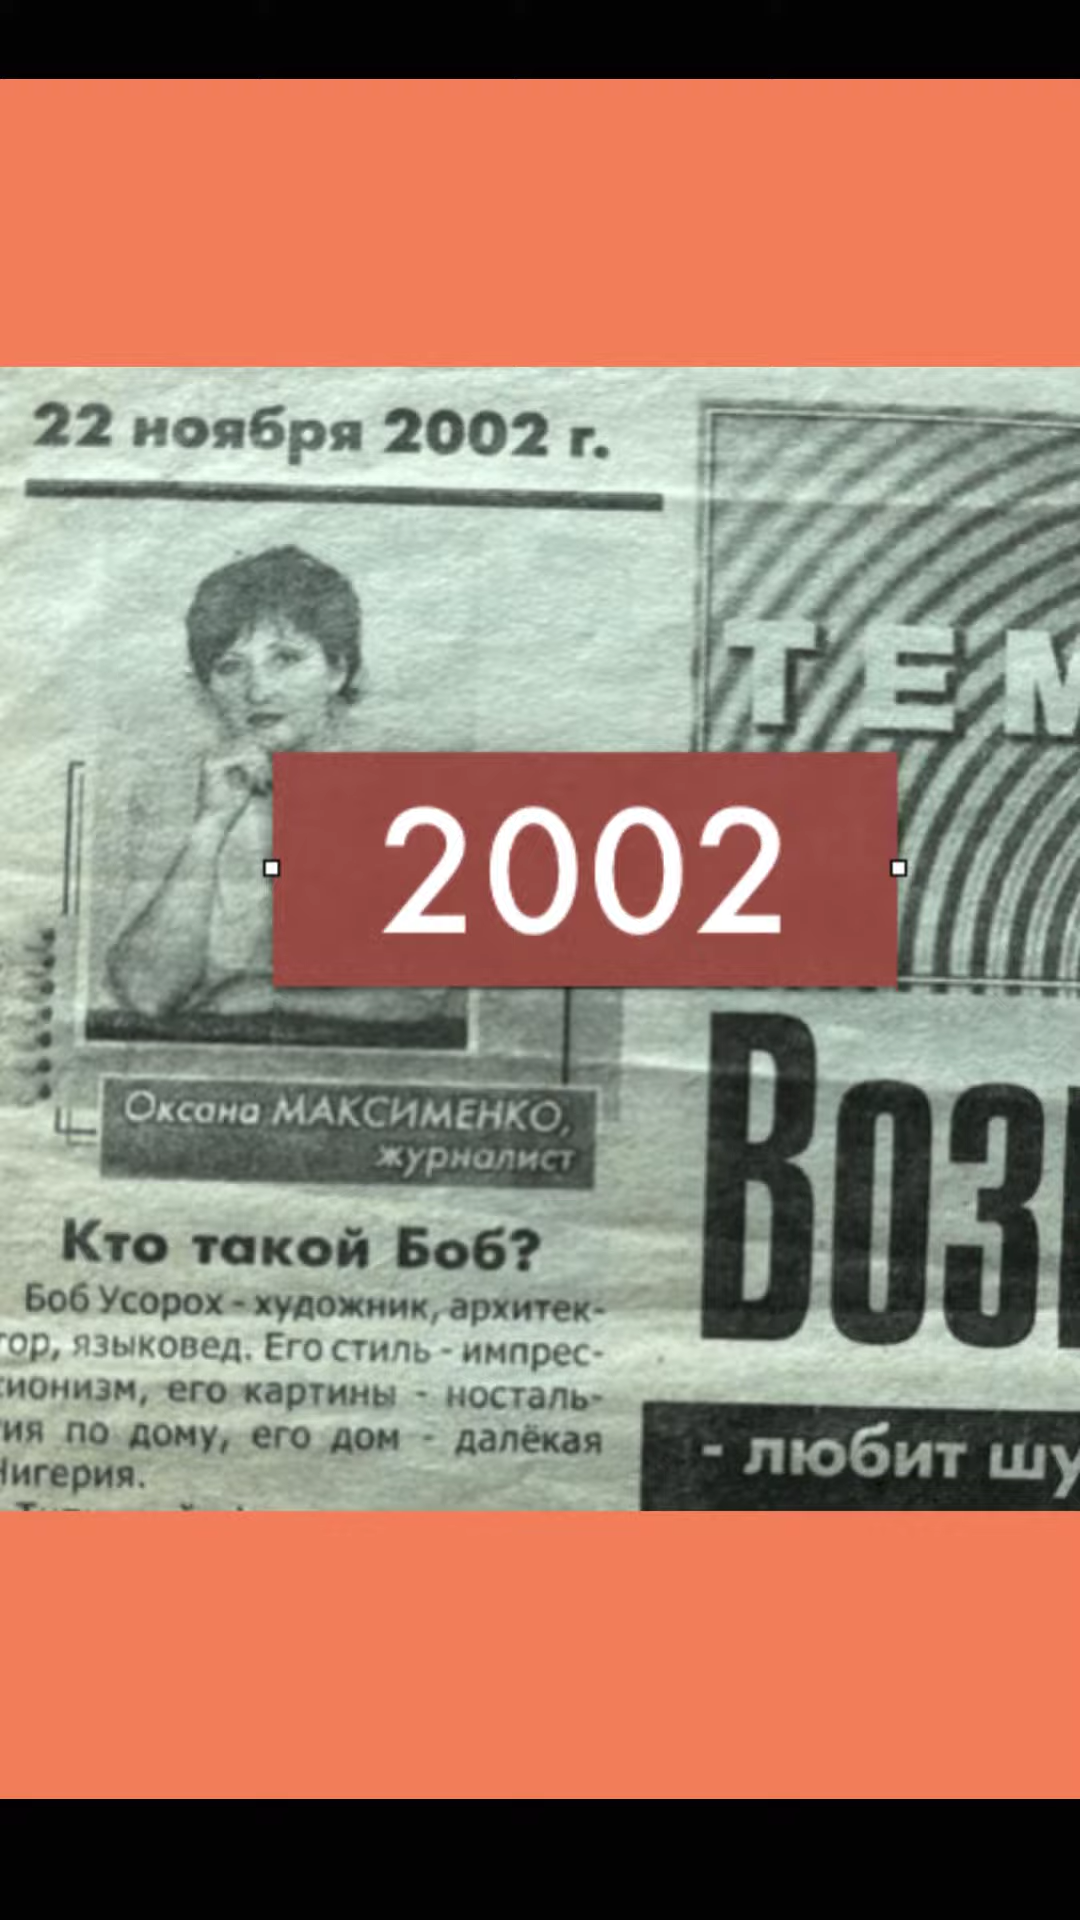 22 ноября 2002 г.
ТЕМ
2002
Оксана МАКСИМЕНКО,
журналист
Возв
Кто такой Боб?
Боб Усорох - художник, архитек-
тор, языковед. Его стиль - импрес-
сионизм, его картины - носталь-
гия по дому, его дом - далёкая
Нигерия.
- любит шу